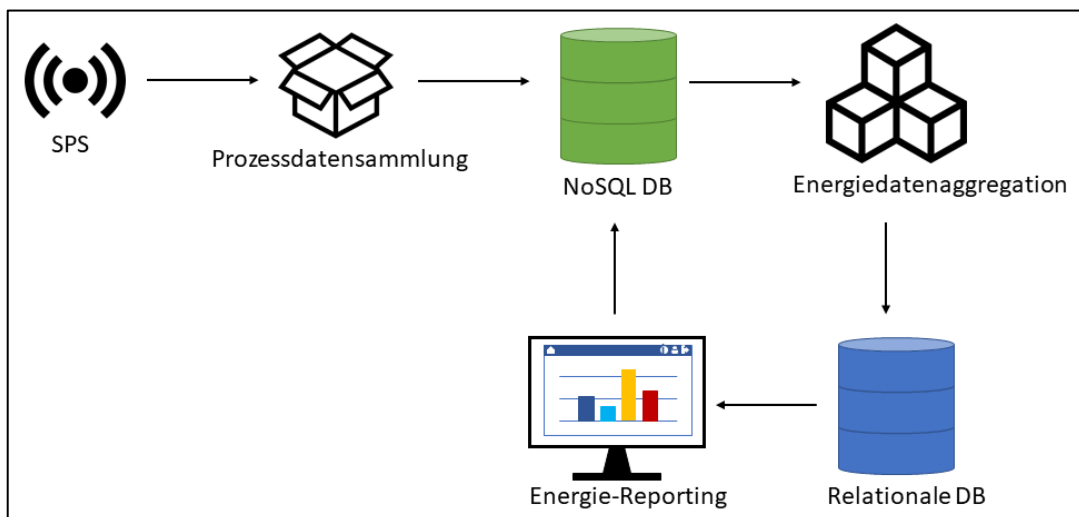 SPS
Prozessdatensammlung
NoSQL DB
Energiedatenaggregation
Energie-Reporting
Relationale DB